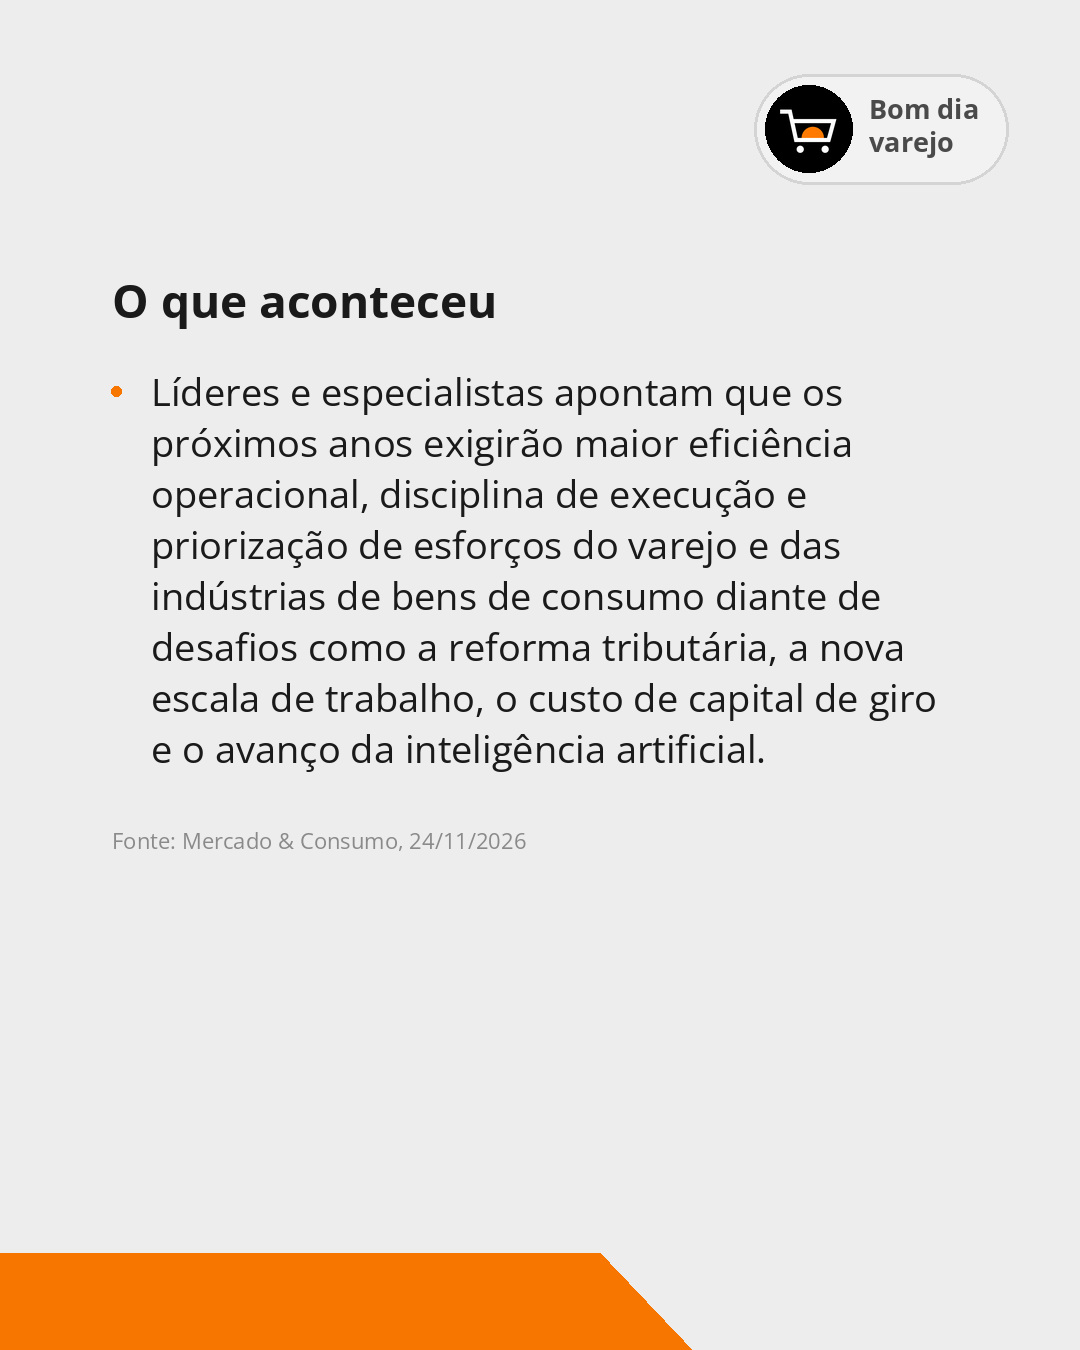 Bom dia
varejo
O que aconteceu
Líderes e especialistas apontam que os
próximos anos exigirão maior eficiência
operacional, disciplina de execução e
priorização de esforços do varejo e das
indústrias de bens de consumo diante de
desafios como a reforma tributária, a nova
escala de trabalho, o custo de capital de giro
e o avanço da inteligência artificial.
Fonte: Mercado & Consumo, 24/11/2026